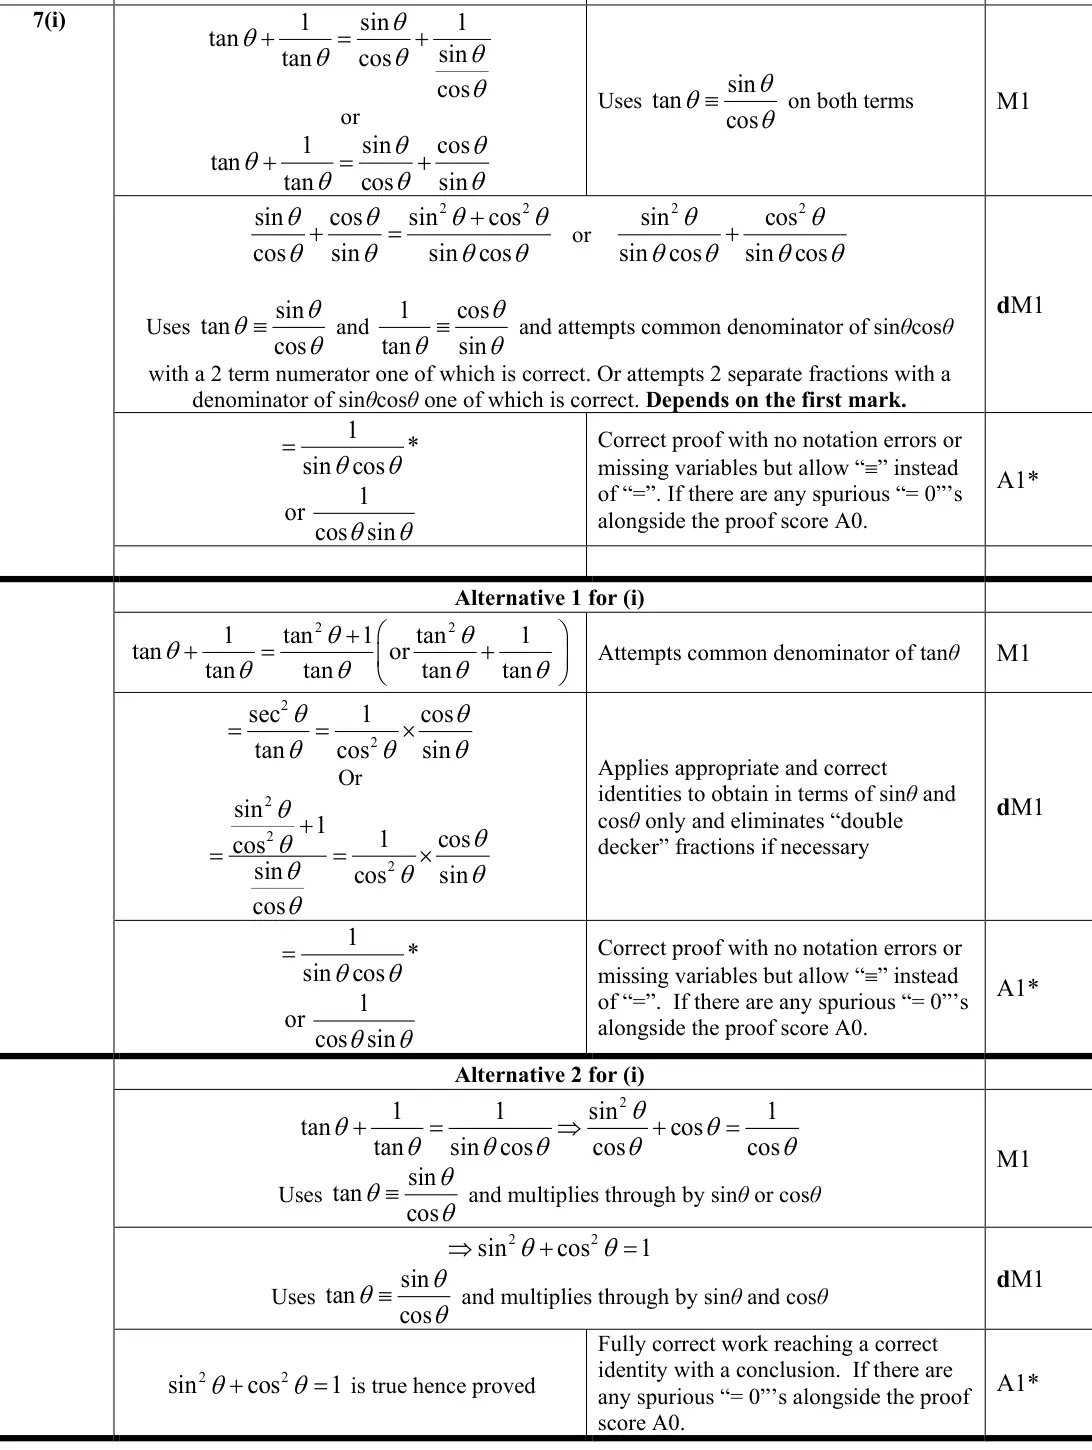 7(i)
tan θ + 1/tan θ = sin θ/cos θ + 1/(sin θ/cos θ)
or
tan θ + 1/tan θ = sin θ/cos θ + cos θ/sin θ
Uses tan θ ≡ sin θ/cos θ on both terms
M1
sin θ/cos θ + cos θ/sin θ = (sin² θ + cos² θ)/(sin θ cos θ) or sin² θ/(sin θ cos θ) + cos² θ/(sin θ cos θ)
Uses tan θ ≡ sin θ/cos θ and 1/tan θ ≡ cos θ/sin θ and attempts common denominator of sinθcosθ
with a 2 term numerator one of which is correct. Or attempts 2 separate fractions with a
denominator of sinθcosθ one of which is correct. Depends on the first mark.
dM1
= 1/(sin θ cos θ) *
or 1/(cos θ sin θ)
Correct proof with no notation errors or
missing variables but allow “≡” instead
of “=”. If there are any spurious “= 0”’s
alongside the proof score A0.
A1*
Alternative 1 for (i)
tan θ + 1/tan θ = (tan² θ + 1)/tan θ (or tan² θ/tan θ + 1/tan θ)
Attempts common denominator of tanθ
M1
= sec² θ/tan θ = 1/cos² θ × cos θ/sin θ
Or
= (sin² θ/cos² θ + 1)/(sin θ/cos θ) = 1/cos² θ × cos θ/sin θ
Applies appropriate and correct
identities to obtain in terms of sinθ and
cosθ only and eliminates “double
decker” fractions if necessary
dM1
= 1/(sin θ cos θ) *
or 1/(cos θ sin θ)
Correct proof with no notation errors or
missing variables but allow “≡” instead
of “=”. If there are any spurious “= 0”’s
alongside the proof score A0.
A1*
Alternative 2 for (i)
tan θ + 1/tan θ = 1/(sin θ cos θ) ⇒ sin² θ/cos θ + cos θ = 1/cos θ
Uses tan θ ≡ sin θ/cos θ and multiplies through by sinθ or cosθ
M1
⇒ sin² θ + cos² θ = 1
Uses tan θ ≡ sin θ/cos θ and multiplies through by sinθ and cosθ
dM1
sin² θ + cos² θ = 1 is true hence proved
Fully correct work reaching a correct
identity with a conclusion. If there are
any spurious “= 0”’s alongside the proof
score A0.
A1*